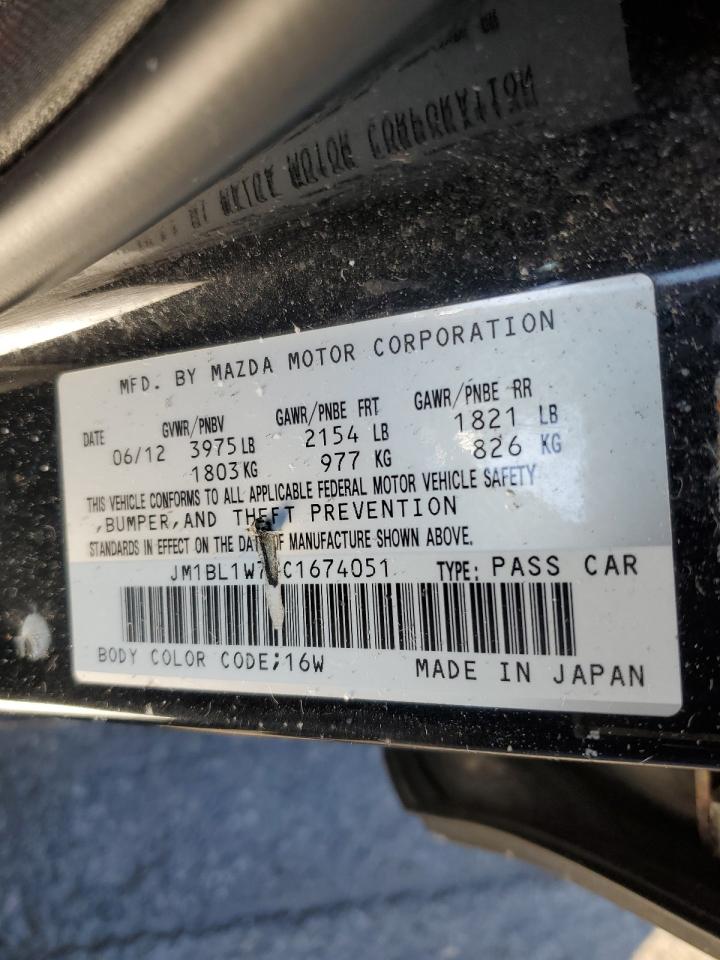 MFD. BY MAZDA MOTOR CORPORATION
DATE GVWR/PNBV GAWR/PNBE FRT GAWR/PNBE RR
06/12 3975 LB 2154 LB 1821 LB
1803 KG 977 KG 826 KG
THIS VEHICLE CONFORMS TO ALL APPLICABLE FEDERAL MOTOR VEHICLE SAFETY
,BUMPER,AND THEFT PREVENTION
STANDARDS IN EFFECT ON THE DATE OF MANUFACTURE SHOWN ABOVE.
TYPE: PASS CAR
BODY COLOR CODE;16W MADE IN JAPAN